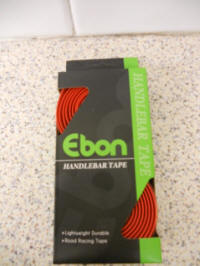 Ebon
HANDLEBAR TAPE
•Lightweight Durable
•Road Racing Tape
HANDLEBAR TAPE